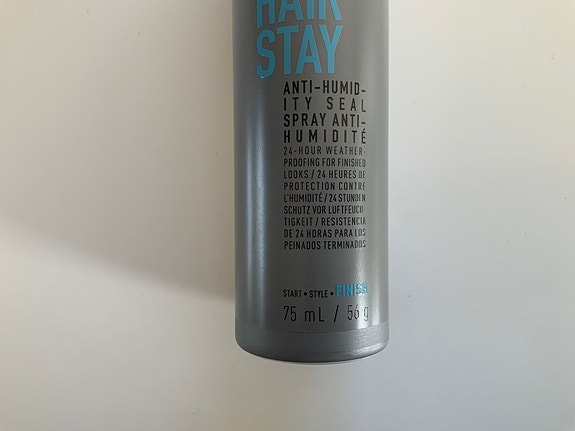 HAIR
STAY
ANTI-HUMID-
ITY SEAL
SPRAY ANTI-
HUMIDITÉ
24-HOUR WEATHER-
PROOFING FOR FINISHED
LOOKS / 24 HEURES DE
PROTECTION CONTRE
L'HUMIDITÉ / 24 STUNDEN
SCHUTZ VOR LUFTFEUCH-
TIGKEIT / RESISTENCIA
DE 24 HORAS PARA LOS
PEINADOS TERMINADOS
START • STYLE • FINISH
75 mL / 56 g